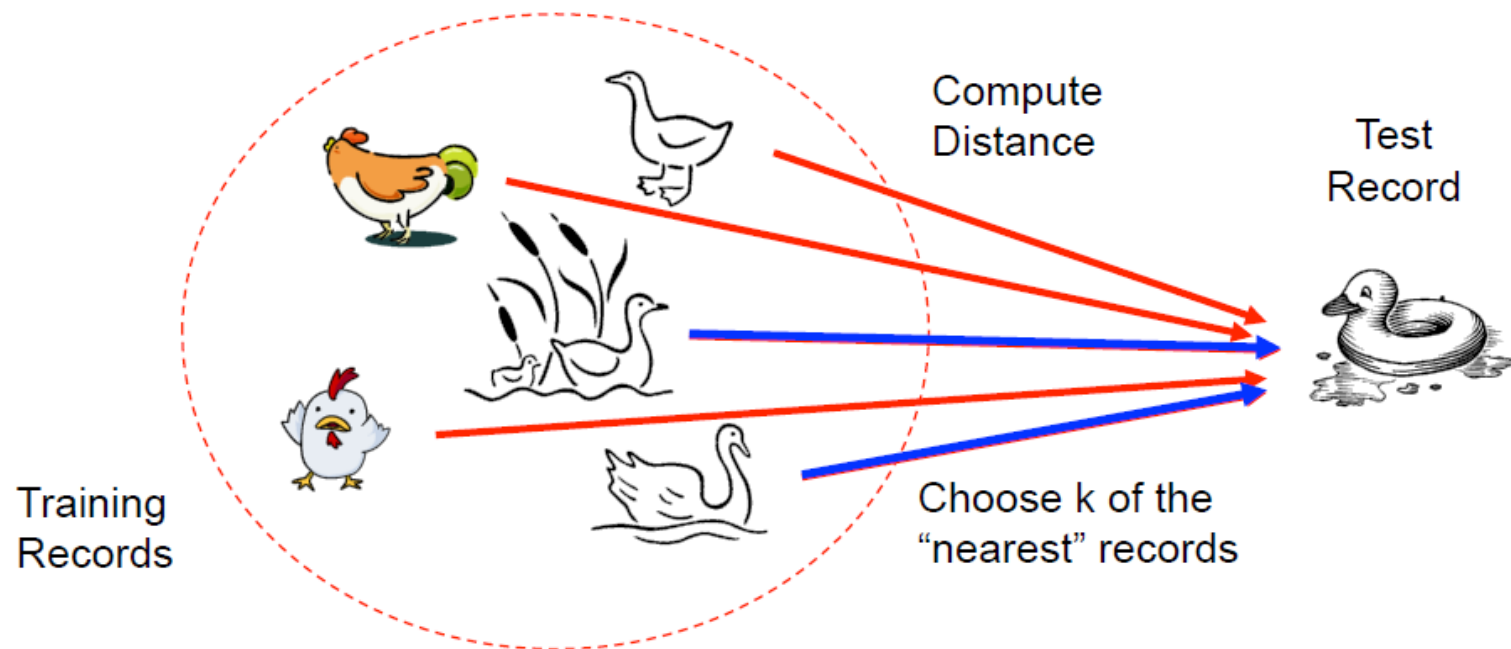 Compute
Distance
Test
Record
Training
Records
Choose k of the
“nearest” records